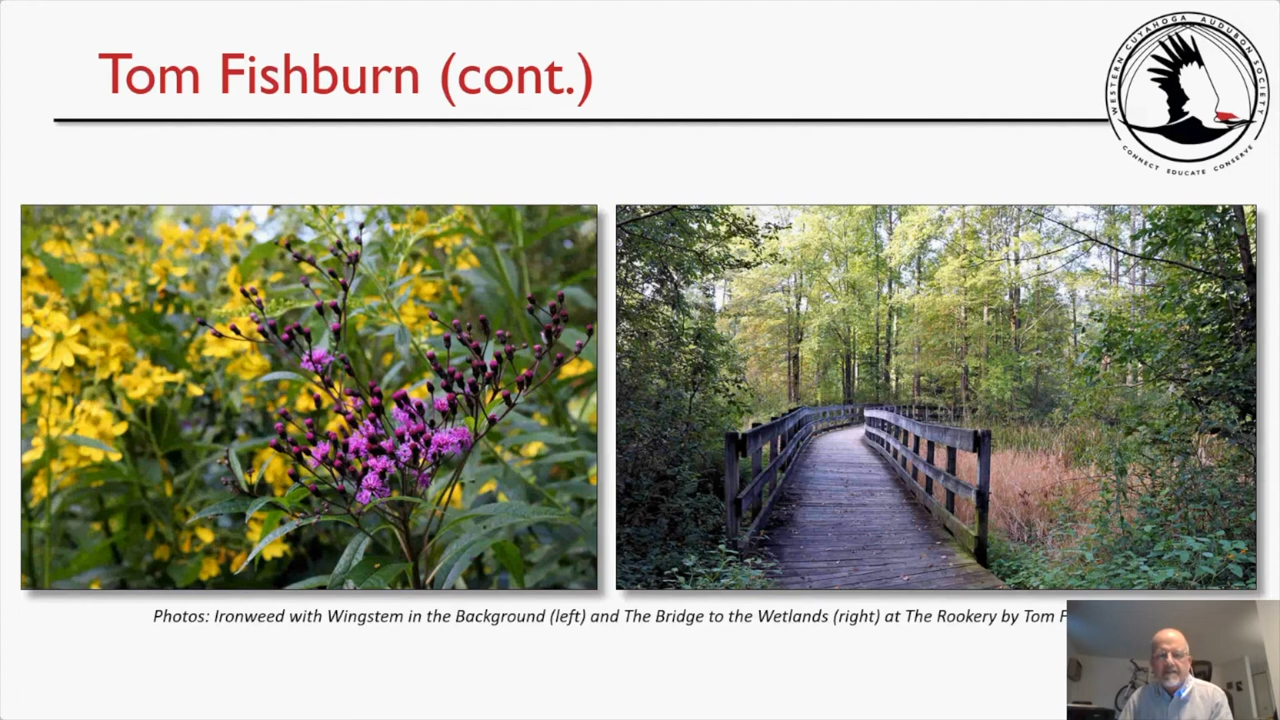 Tom Fishburn (cont.)
WESTERN CUYAHOGA AUDUBON SOCIETY
CONNECT EDUCATE CONSERVE
Photos: Ironweed with Wingstem in the Background (left) and The Bridge to the Wetlands (right) at The Rookery by Tom